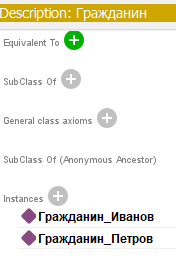 Description: Гражданин
Equivalent To
SubClass Of
General class axioms
SubClass Of (Anonymous Ancestor)
Instances
Гражданин_Иванов
Гражданин_Петров